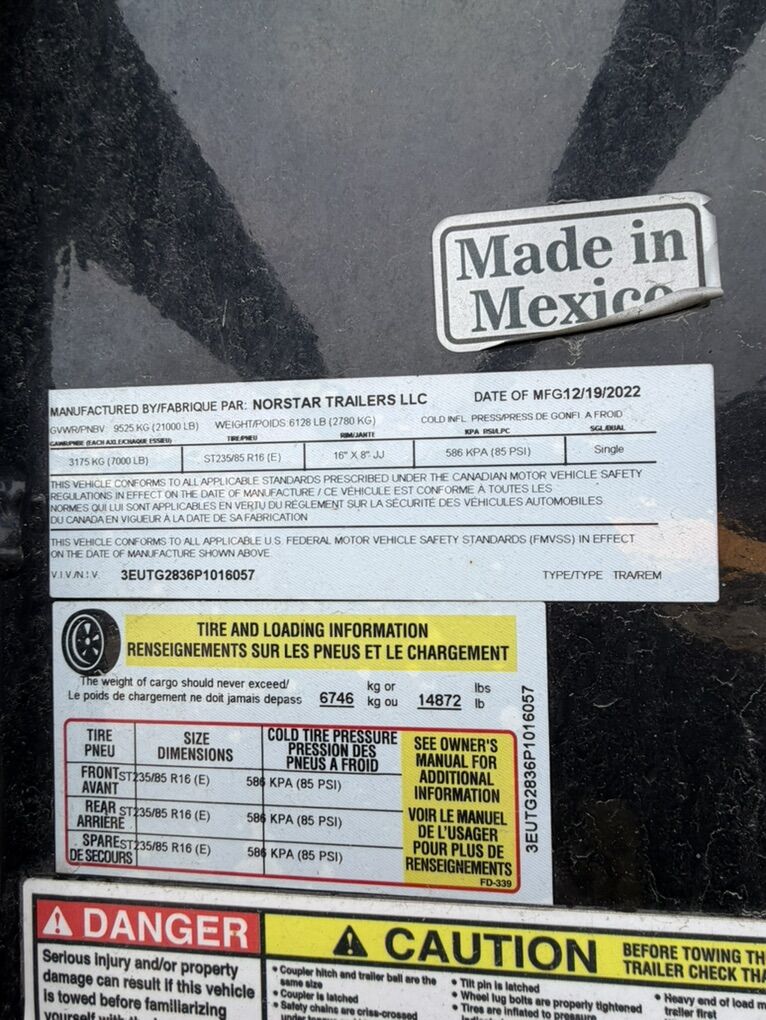 Made in
Mexico
MANUFACTURED BY/FABRIQUE PAR: NORSTAR TRAILERS LLC DATE OF MFG12/19/2022
GVWR/PNBV 9525 KG (21000 LB) WEIGHT/POIDS 6128 LB (2780 KG) COLD INFL. PRESS/PRESS DE GONFL A FROID
GAWR/PNBE (EACH AXLE/CHAQUE ESSIEU) TIRE/PNEU RIM/JANTE KPA PSI/LPC SGL/DUAL
3175 KG (7000 LB) ST235/85 R16 (E) 16" X 8" JJ 586 KPA (85 PSI) Single
THIS VEHICLE CONFORMS TO ALL APPLICABLE STANDARDS PRESCRIBED UNDER THE CANADIAN MOTOR VEHICLE SAFETY
REGULATIONS IN EFFECT ON THE DATE OF MANUFACTURE / CE VÉHICULE EST CONFORME À TOUTES LES
NORMES QUI LUI SONT APPLICABLES EN VERTU DU RÉGLEMENT SUR LA SÉCURITÉ DES VÉHICULES AUTOMOBILES
DU CANADA EN VIGUEUR À LA DATE DE SA FABRICATION
THIS VEHICLE CONFORMS TO ALL APPLICABLE U.S. FEDERAL MOTOR VEHICLE SAFETY STANDARDS (FMVSS) IN EFFECT
ON THE DATE OF MANUFACTURE SHOWN ABOVE
V.I.V./N.I.V. 3EUTG2836P1016057 TYPE/TYPE TRA/REM
TIRE AND LOADING INFORMATION
RENSEIGNEMENTS SUR LES PNEUS ET LE CHARGEMENT
The weight of cargo should never exceed/ kg or lbs
Le poids de chargement ne doit jamais depass 6746 kg ou 14872 lb
TIRE SIZE COLD TIRE PRESSURE
PNEU DIMENSIONS PRESSION DES
PNEUS A FROID
FRONT ST235/85 R16 (E) 586 KPA (85 PSI)
AVANT
REAR ST235/85 R16 (E) 586 KPA (85 PSI)
ARRIÈRE
SPARE ST235/85 R16 (E) 586 KPA (85 PSI)
DE SECOURS
SEE OWNER'S
MANUAL FOR
ADDITIONAL
INFORMATION
VOIR LE MANUEL
DE L'USAGER
POUR PLUS DE
RENSEIGNEMENTS
FD-339
3EUTG2836P1016057
DANGER
Serious injury and/or property
damage can result if this vehicle
is towed before familiarizing
yourself with
CAUTION
BEFORE TOWING TH
TRAILER CHECK THA
• Coupler hitch and trailer ball are the
same size
• Coupler is latched
• Safety chains are criss-crossed
• Tilt pin is latched
• Wheel lug bolts are properly tightened
• Tires are inflated to pressure
• Heavy end of load m
trailer first